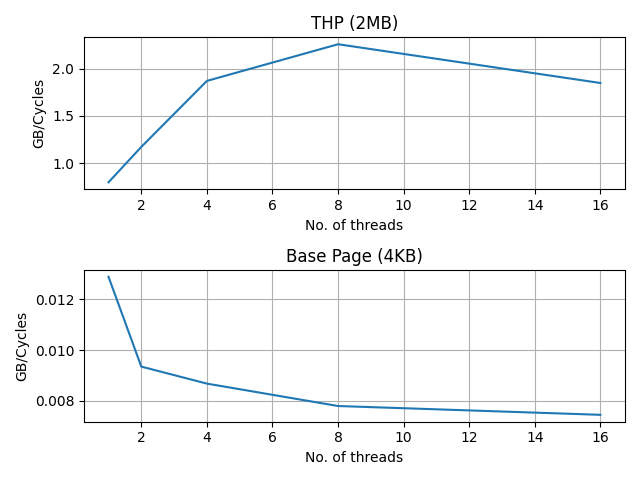 THP (2MB)
GB/Cycles
2.0
1.5
1.0
2 4 6 8 10 12 14 16
No. of threads
Base Page (4KB)
GB/Cycles
0.012
0.010
0.008
2 4 6 8 10 12 14 16
No. of threads